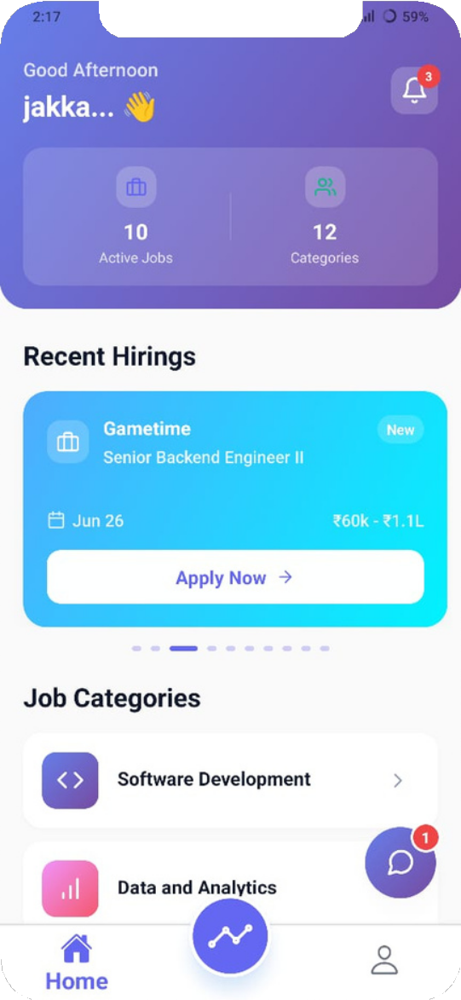 2:17
59%
Good Afternoon
jakka... 👋
3
10
Active Jobs
12
Categories
Recent Hirings
Gametime
New
Senior Backend Engineer II
Jun 26
₹60k - ₹1.1L
Apply Now →
Job Categories
Software Development
1
Data and Analytics
Home